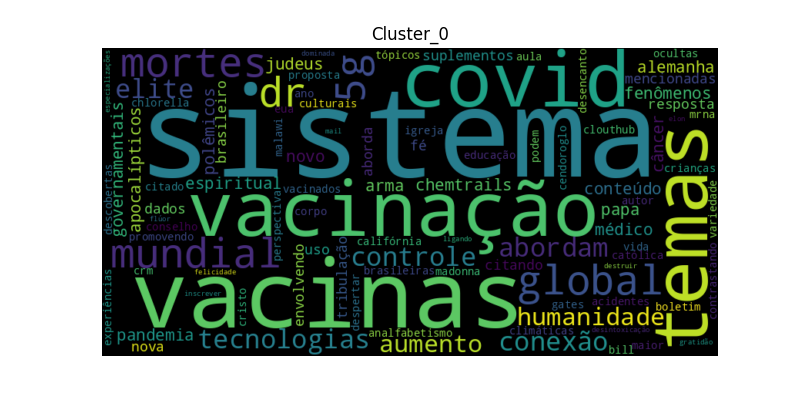 Cluster_0
especializações
dominada
tópicos
suplementos
aula
ocultas
mortes
judeus
5g
covid
desencanto
alemanha
proposta
mencionadas
elite
dr
ano
fenômenos
chlorella
culturais
resposta
sistema
mrna
governamentais
apocalípticos
polêmicos
brasileiro
eua
malawi
mail
igreja
fé
aborda
educação
podem
clouthub
cendoroglo
câncer
alom
novo
crianças
temas
variedade
citado
espiritual
vacinados
arma
chemtrails
conteúdo
descobertas
dados
corpo
autor
vacinação
papa
flúor
conselho
perspectiva
médico
promovendo
uso
califórnia
ligando
abordam
vida
católica
mundial
controle
contrastando
crm
felicidade
envolvendo
tribulação
brasileiras
madonna
citando
destruir
global
experiências
vacinas
inscrever
cristo
despertar
gates
acidentes
boletim
humanidade
pandemia
tecnologias
analfabetismo
climáticas
nova
aumento
conexão
bill
maior
gratidão